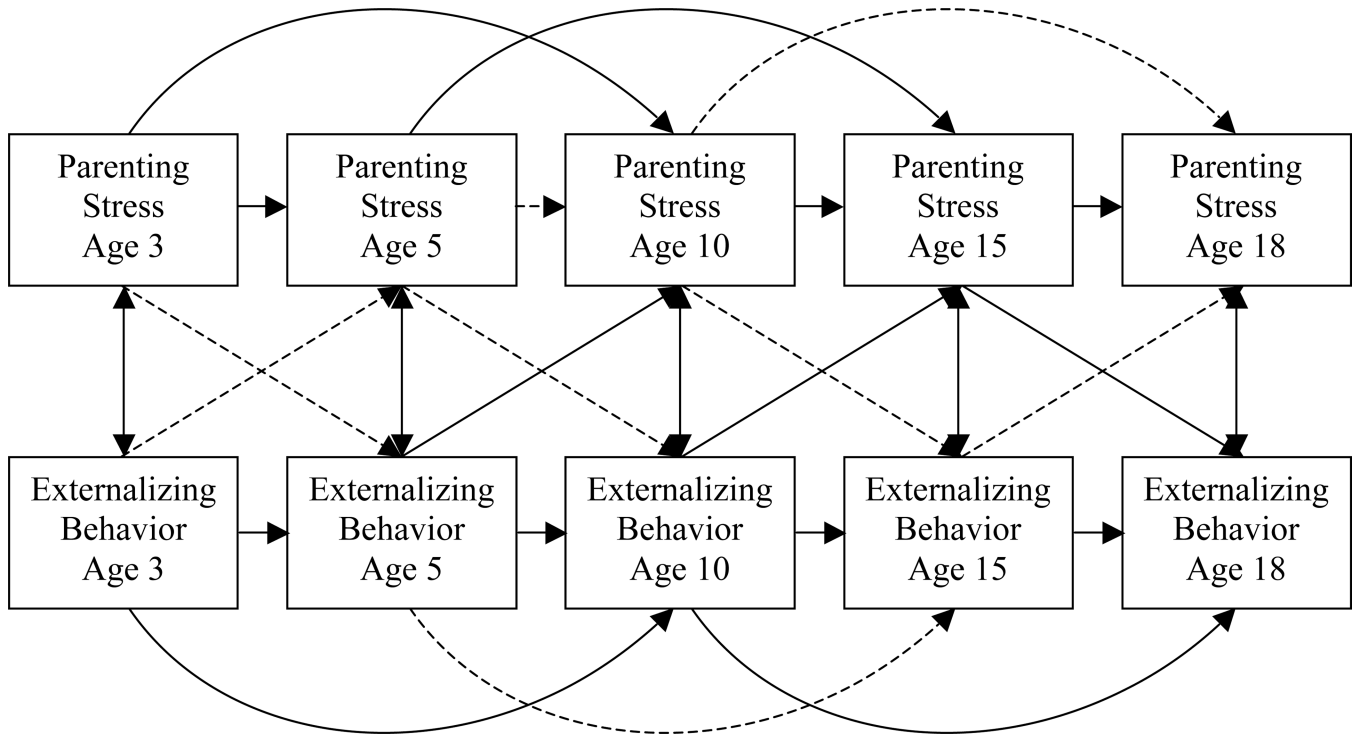 Parenting
Stress
Age 3
Parenting
Stress
Age 5
Parenting
Stress
Age 10
Parenting
Stress
Age 15
Parenting
Stress
Age 18
Externalizing
Behavior
Age 3
Externalizing
Behavior
Age 5
Externalizing
Behavior
Age 10
Externalizing
Behavior
Age 15
Externalizing
Behavior
Age 18